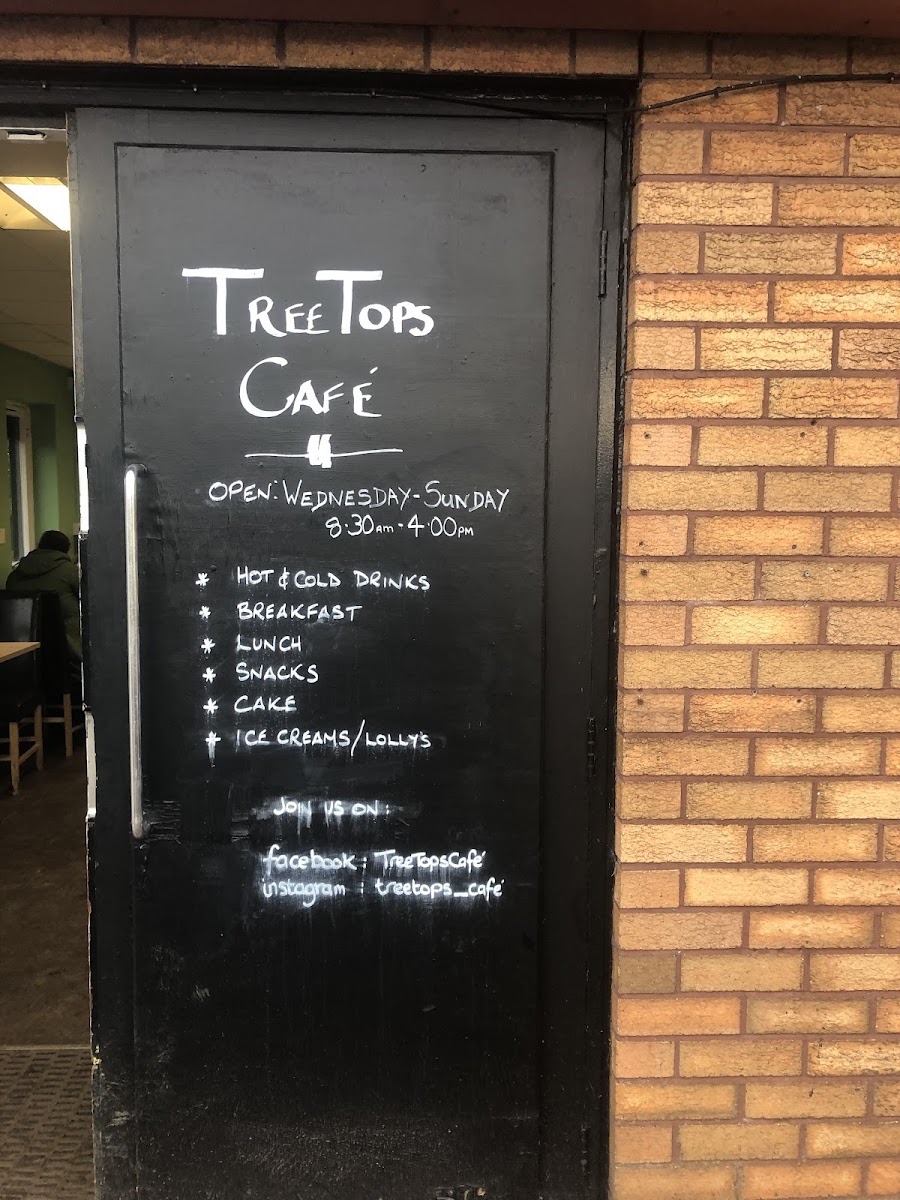 TREETOPS
CAFÉ
OPEN: WEDNESDAY-SUNDAY
8:30AM-4:00PM
* HOT & COLD DRINKS
* BREAKFAST
* LUNCH
* SNACKS
* CAKE
* ICE CREAMS/LOLLY'S
JOIN US ON:
facebook: TreeTopsCafé
instagram: treetops_café